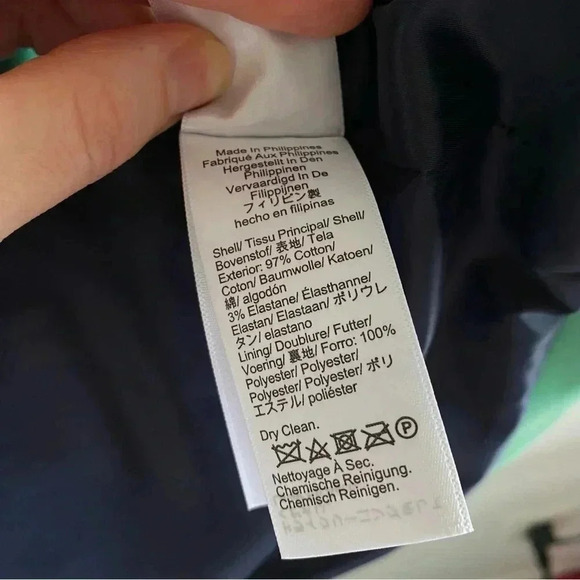 Made In Philippines
Fabriqué Aux Philippines
Hergestellt In Den
Philippinen
Vervaardigd In De
Filippijnen
フィリピン製
hecho en filipinas
Shell/ Tissu Principal/ Shell/
Bovenstof/ 表地/ Tela
Exterior: 97% Cotton/
Coton/ Baumwolle/ Katoen/
綿/ algodón
3% Elastane/ Élasthanne/
Elastan/ Elastaan/ ポリウレ
タン/ elastano
Lining/ Doublure/ Futter/
Voering/ 裏地/ Forro: 100%
Polyester/ Polyester/
Polyester/ Polyester/ ポリ
エステル/ poliéster
Dry Clean.
P
Nettoyage À Sec.
Chemische Reinigung.
Chemisch Reinigen.